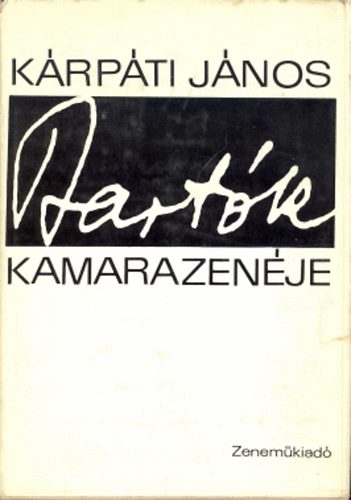 KÁRPÁTI JÁNOS
Bartók
KAMARAZENÉJE
Zeneműkiadó